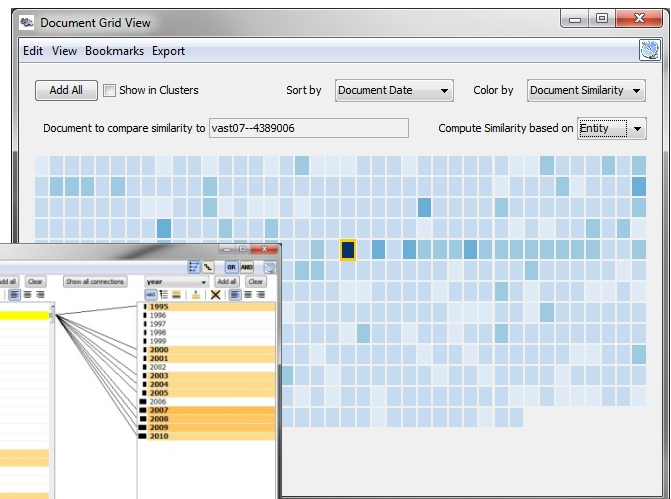 Document Grid View
Edit View Bookmarks Export
Add All Show in Clusters Sort by Document Date Color by Document Similarity
Document to compare similarity to vast07--4389006 Compute Similarity based on Entity
OR AND
add all Clear Show all connections year Add all Clear
1995
1996
1997
1998
1999
2000
2001
2002
2003
2004
2005
2006
2007
2008
2009
2010